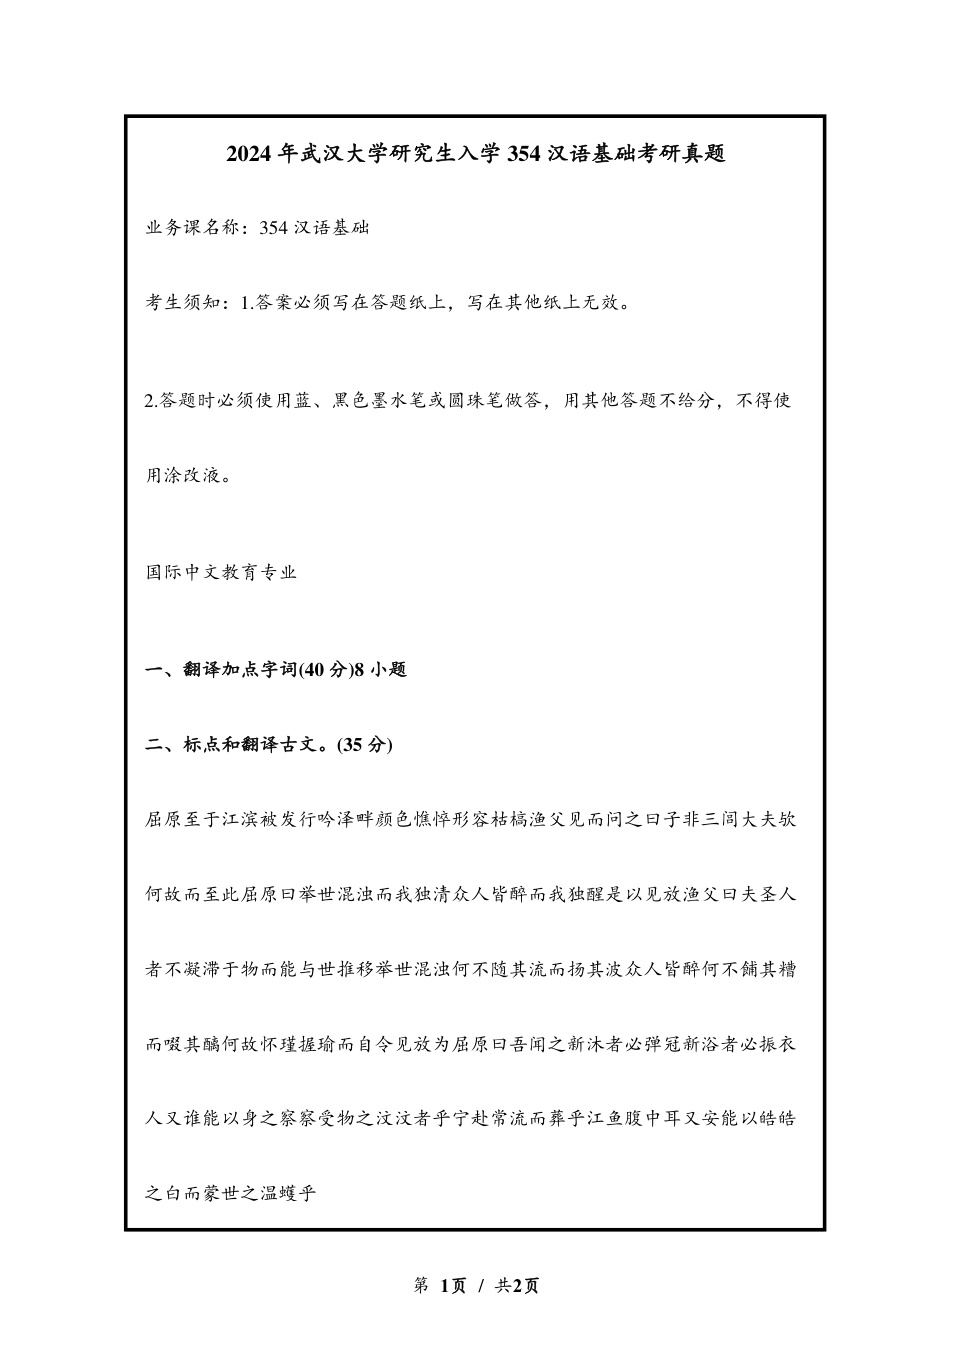 2024 年武汉大学研究生入学 354 汉语基础考研真题
业务课名称：354 汉语基础
考生须知：1.答案必须写在答题纸上，写在其他纸上无效。
2.答题时必须使用蓝、黑色墨水笔或圆珠笔做答，用其他答题不给分，不得使
用涂改液。
国际中文教育专业
一、翻译加点字词(40 分)8 小题
二、标点和翻译古文。(35 分)
屈原至于江滨被发行吟泽畔颜色憔悴形容枯槁渔父见而问之曰子非三闾大夫欤
何故而至此屈原曰举世混浊而我独清众人皆醉而我独醒是以见放渔父曰夫圣人
者不凝滞于物而能与世推移举世混浊何不随其流而扬其波众人皆醉何不餔其糟
而啜其醨何故怀瑾握瑜而自令见放为屈原曰吾闻之新沐者必弹冠新浴者必振衣
人又谁能以身之察察受物之汶汶者乎宁赴常流而葬乎江鱼腹中耳又安能以皓皓
之白而蒙世之温蠖乎
第 1页 / 共2页